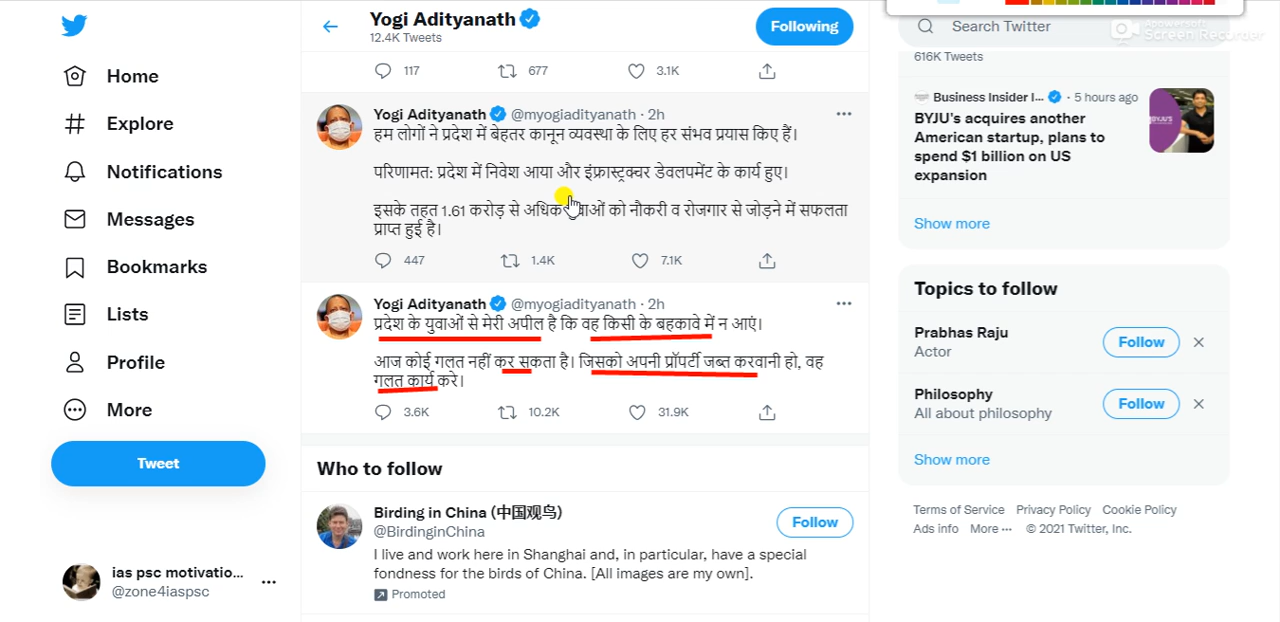 Home
Explore
Notifications
Messages
Bookmarks
Lists
Profile
More
Tweet
ias psc motivatio...
@zone4iaspsc
Yogi Adityanath
12.4K Tweets
Following
117 677 3.1K
Yogi Adityanath @myogiadityanath · 2h
हम लोगों ने प्रदेश में बेहतर कानून व्यवस्था के लिए हर संभव प्रयास किए हैं।
परिणामत: प्रदेश में निवेश आया और इंफ्रास्ट्रक्चर डेवलपमेंट के कार्य हुए।
इसके तहत 1.61 करोड़ से अधिक को नौकरी व रोजगार से जोड़ने में सफलता
प्राप्त हुई है।
447 1.4K 7.1K
Yogi Adityanath @myogiadityanath · 2h
प्रदेश के युवाओं से मेरी अपील है कि वह किसी के बहकावे में न आएं।
आज कोई गलत नहीं कर सकता है। जिसको अपनी प्रॉपर्टी जब्त करवानी हो, वह
गलत कार्य करे।
3.6K 10.2K 31.9K
Who to follow
Birding in China (中国观鸟)
@BirdinginChina
Follow
I live and work here in Shanghai and, in particular, have a special
fondness for the birds of China. [All images are my own].
Promoted
Search Twitter
Apowersoft
Screen Recorder
616K Tweets
Business Insider I... · 5 hours ago
BYJU's acquires another
American startup, plans to
spend $1 billion on US
expansion
BYJU'S
Show more
Topics to follow
Prabhas Raju
Actor
Follow
Philosophy
All about philosophy
Follow
Show more
Terms of Service Privacy Policy Cookie Policy
Ads info More ··· © 2021 Twitter, Inc.